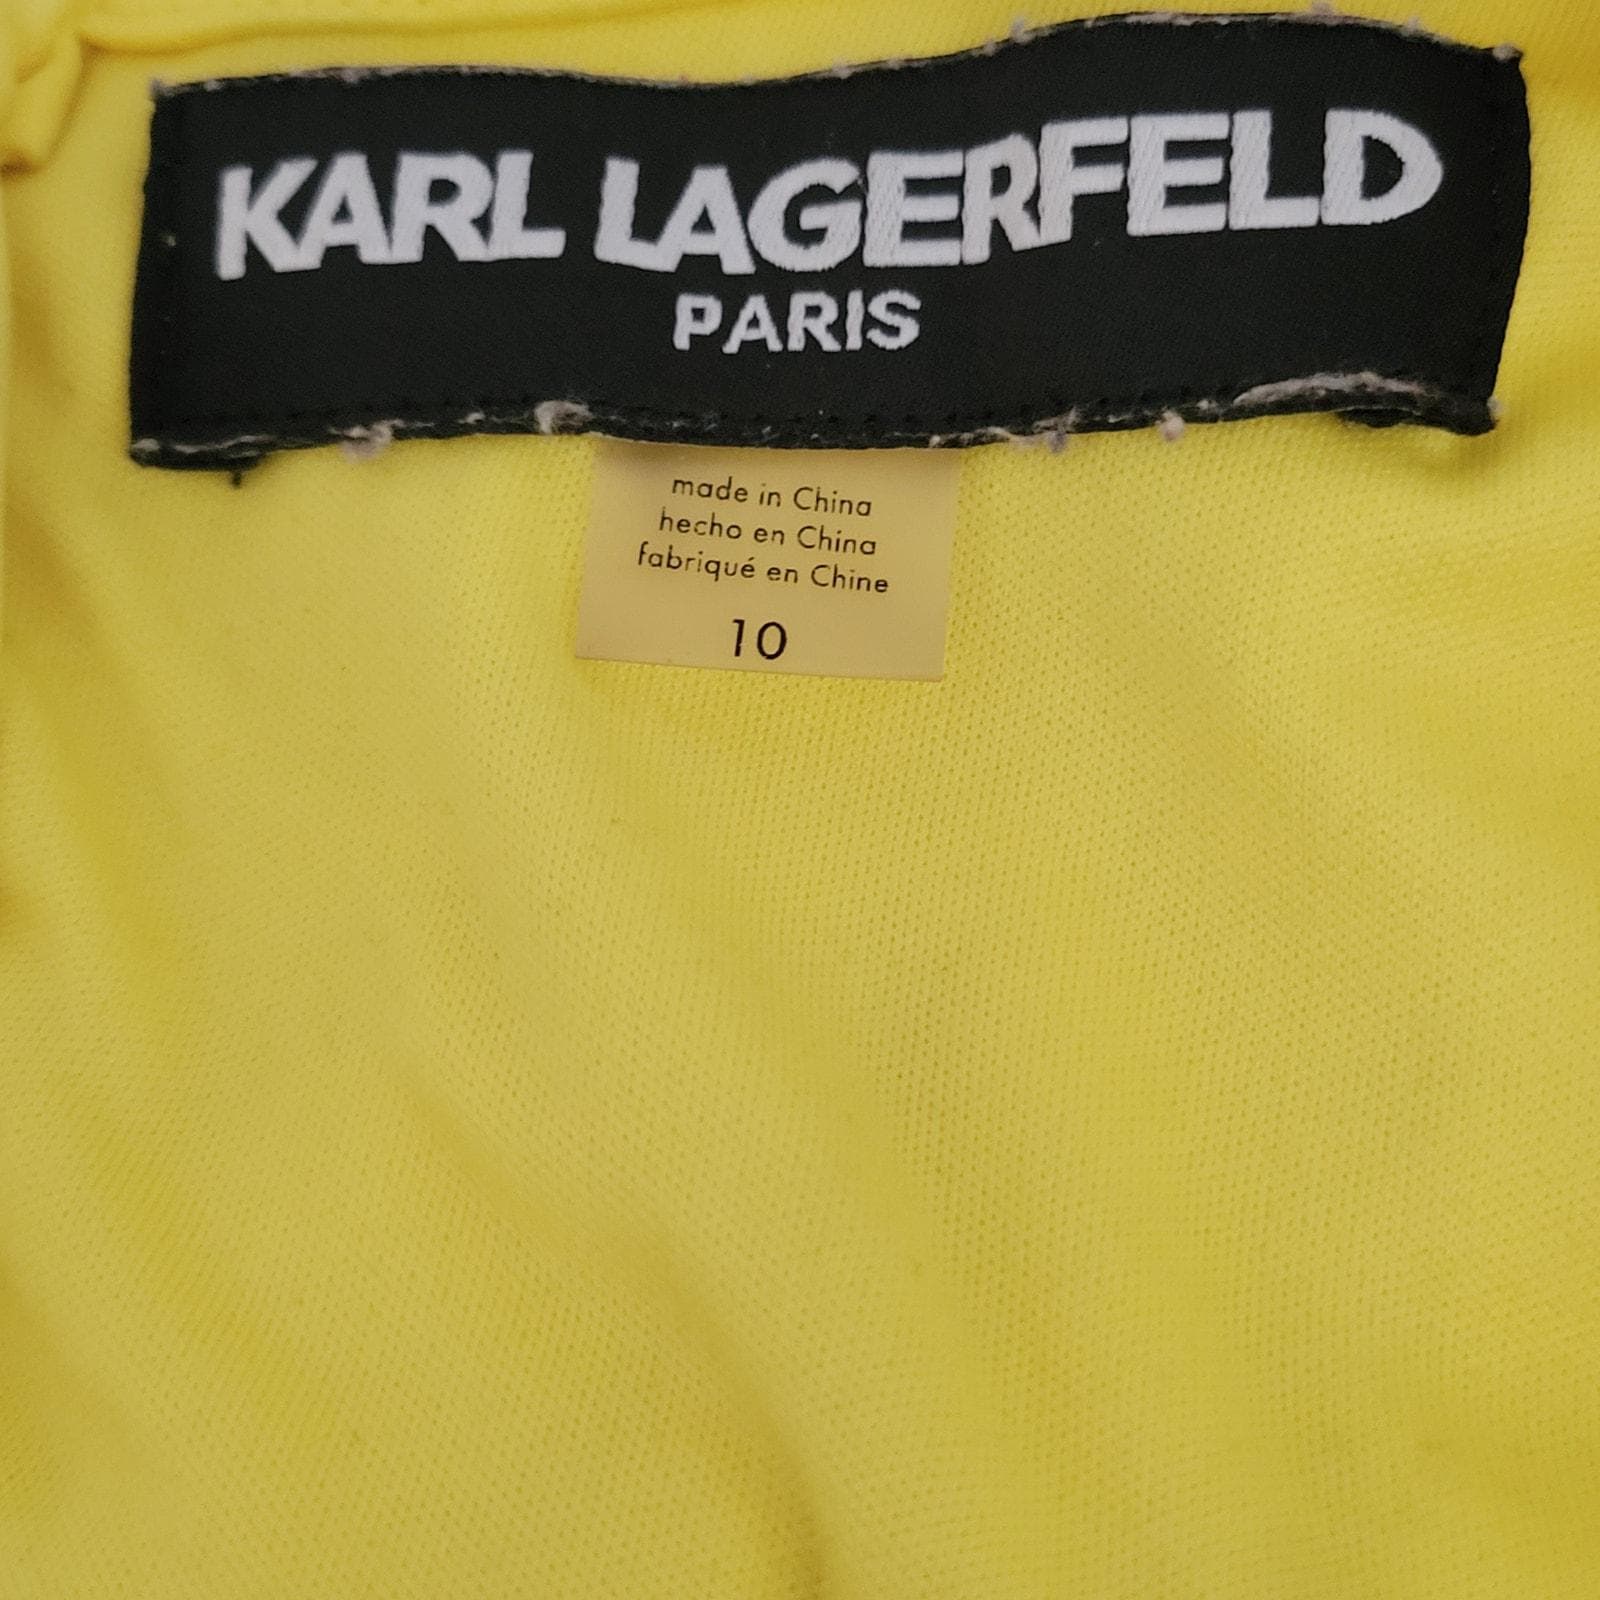 KARL LAGERFELD
PARIS
made in China
hecho en China
fabriqué en Chine
10